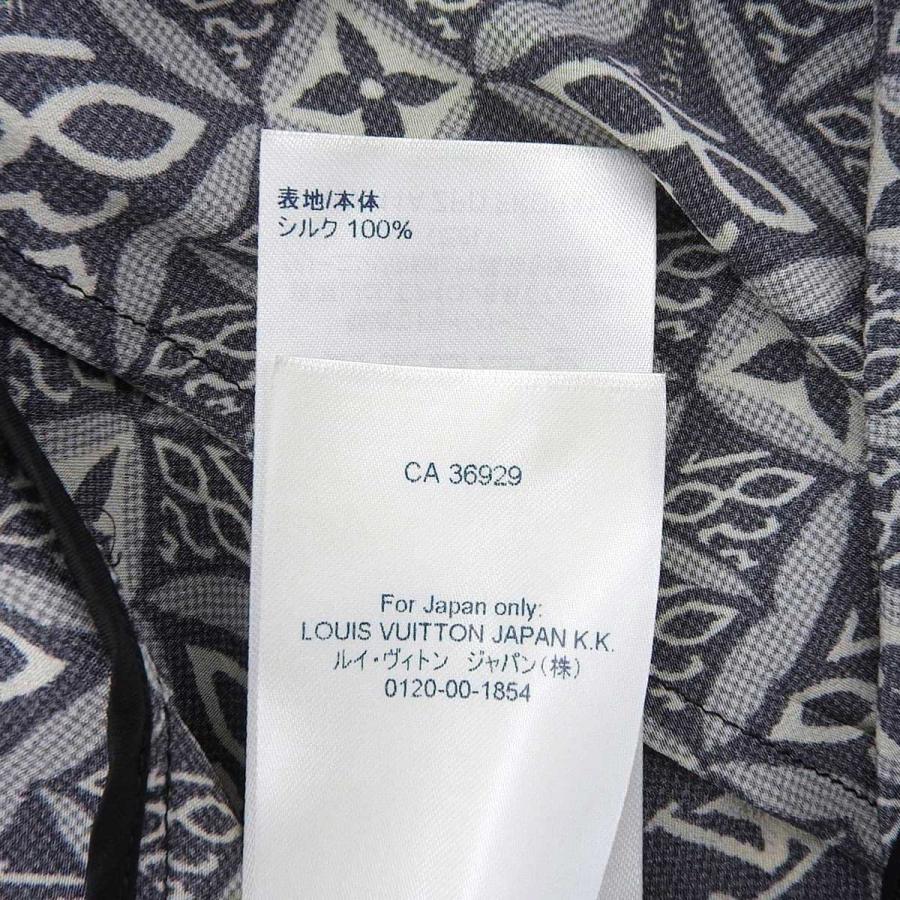 表地/本体
シルク 100%
CA 36929
For Japan only:
LOUIS VUITTON JAPAN K.K.
ルイ・ヴィトン ジャパン(株)
0120-00-1854